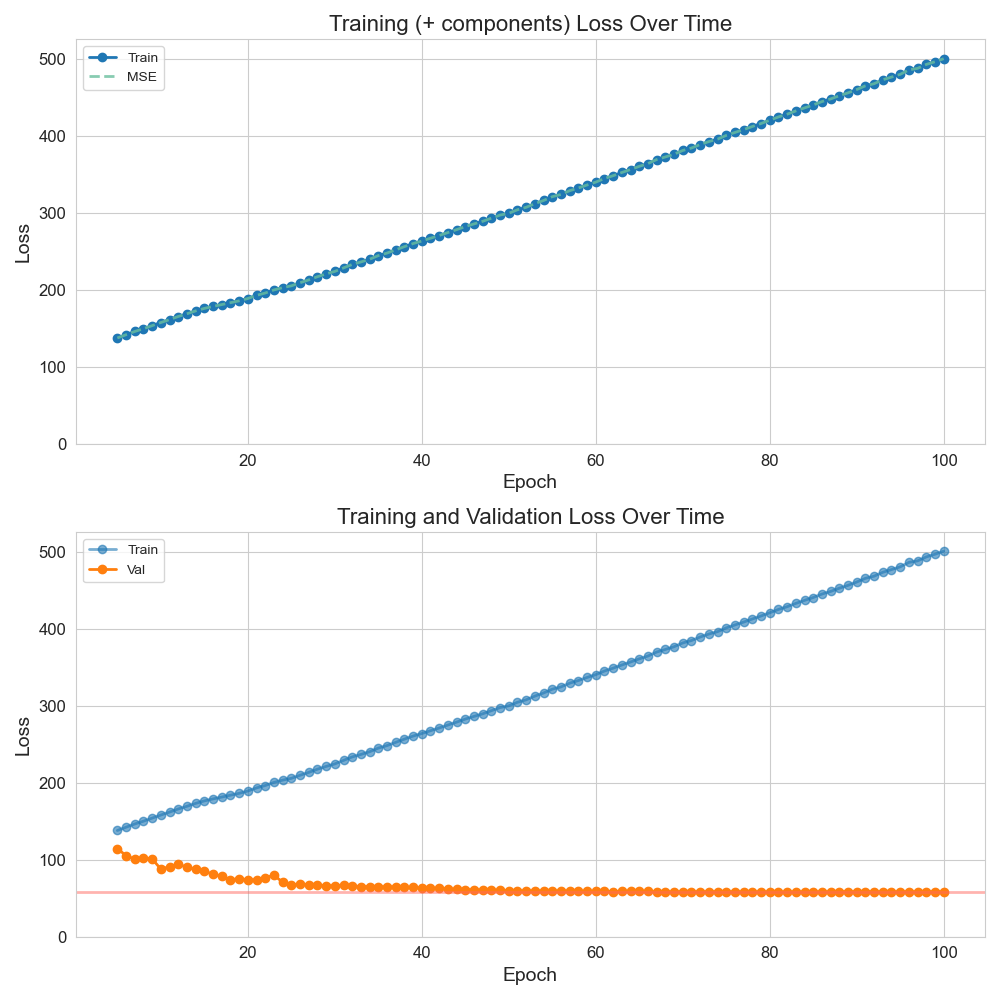 Training (+ components) Loss Over Time
Train
MSE
500
400
300
200
100
0
Loss
20 40 60 80 100
Epoch
Training and Validation Loss Over Time
Train
Val
500
400
300
200
100
0
Loss
20 40 60 80 100
Epoch